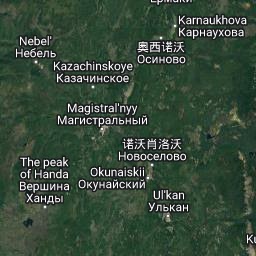 Ермаки
Karnaukhova
Карнаухова
Nebel'
Небель
奥西诺沃
Осиново
Kazachinskoye
Казачинское
Magistral'nyy
Магистральный
诺沃肖洛沃
Новоселово
The peak
of Handa
Вершина
Ханды
Okunaiskii
Окунайский
Ul'kan
Улькан